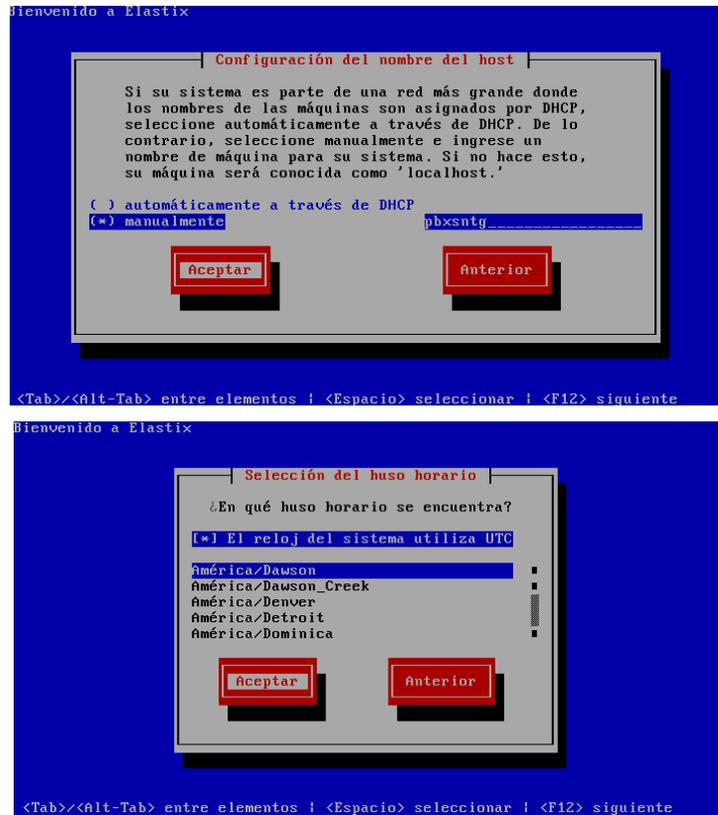 Bienvenido a Elastix
Configuración del nombre del host
Si su sistema es parte de una red más grande donde
los nombres de las máquinas son asignados por DHCP,
seleccione automáticamente a través de DHCP. De lo
contrario, seleccione manualmente e ingrese un
nombre de máquina para su sistema. Si no hace esto,
su máquina será conocida como 'localhost.'
( ) automáticamente a través de DHCP
(*) manualmente pbxsntg_________________
Aceptar Anterior
<Tab>/<Alt-Tab> entre elementos ¦ <Espacio> seleccionar ¦ <F12> siguiente
Bienvenido a Elastix
Selección del huso horario
¿En qué huso horario se encuentra?
[*] El reloj del sistema utiliza UTC
América/Dawson
América/Dawson_Creek
América/Denver
América/Detroit
América/Dominica
Aceptar Anterior
<Tab>/<Alt-Tab> entre elementos ¦ <Espacio> seleccionar ¦ <F12> siguiente